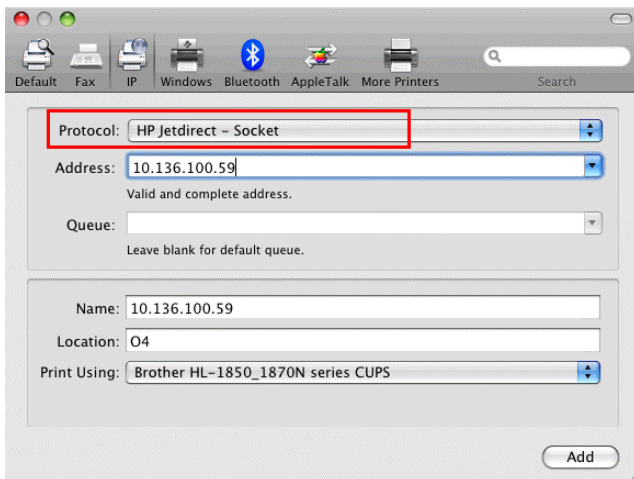 Default Fax IP Windows Bluetooth AppleTalk More Printers Search
Protocol: HP Jetdirect – Socket
Address: 10.136.100.59
Valid and complete address.
Queue:
Leave blank for default queue.
Name: 10.136.100.59
Location: O4
Print Using: Brother HL-1850_1870N series CUPS
Add